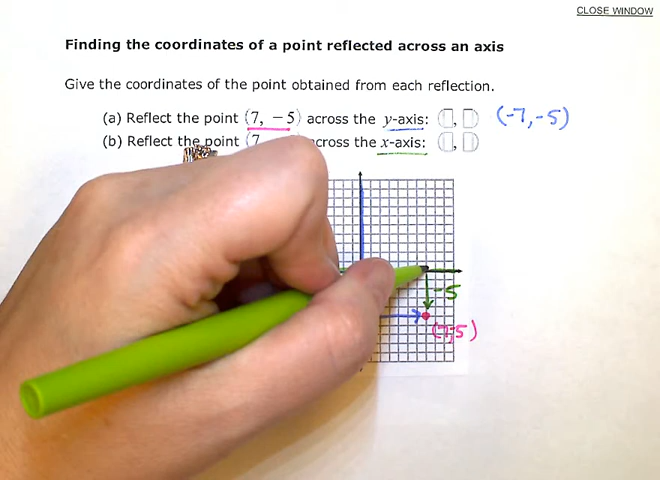 CLOSE WINDOW
Finding the coordinates of a point reflected across an axis
Give the coordinates of the point obtained from each reflection.
(a) Reflect the point (7, −5) across the y-axis: (▯, ▯) (-7,-5)
(b) Reflect the point (7 across the x-axis: (▯, ▯)
-5
(7,5)